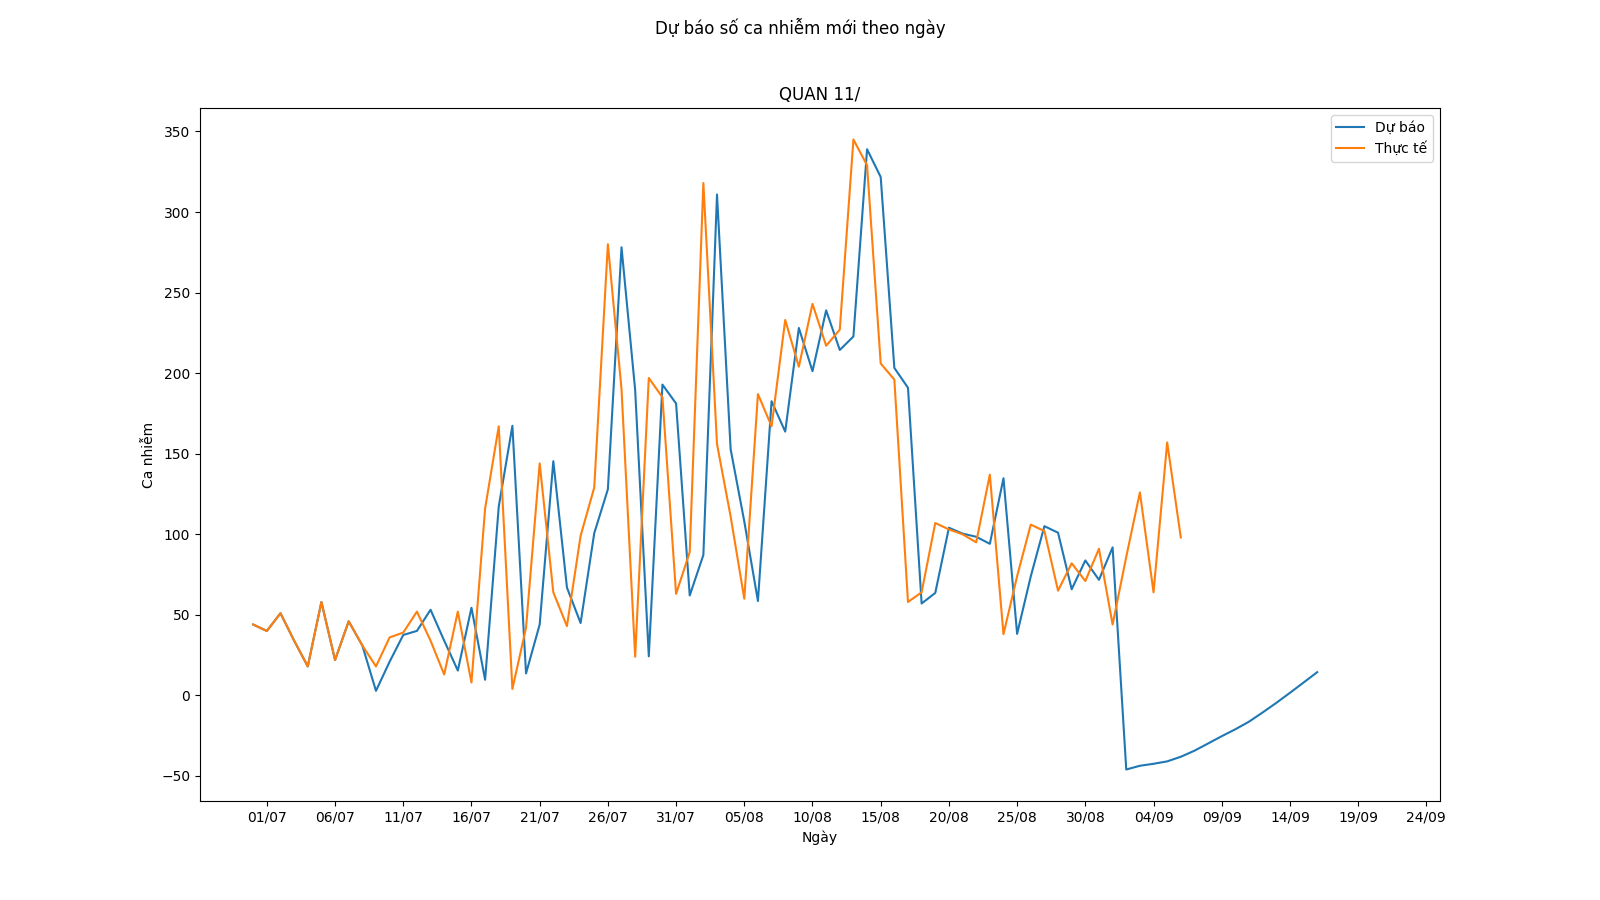 Dự báo số ca nhiễm mới theo ngày
QUAN 11/
Dự báo
Thực tế
350
300
250
200
150
100
50
0
−50
Ca nhiễm
01/07 06/07 11/07 16/07 21/07 26/07 31/07 05/08 10/08 15/08 20/08 25/08 30/08 04/09 09/09 14/09 19/09 24/09
Ngày